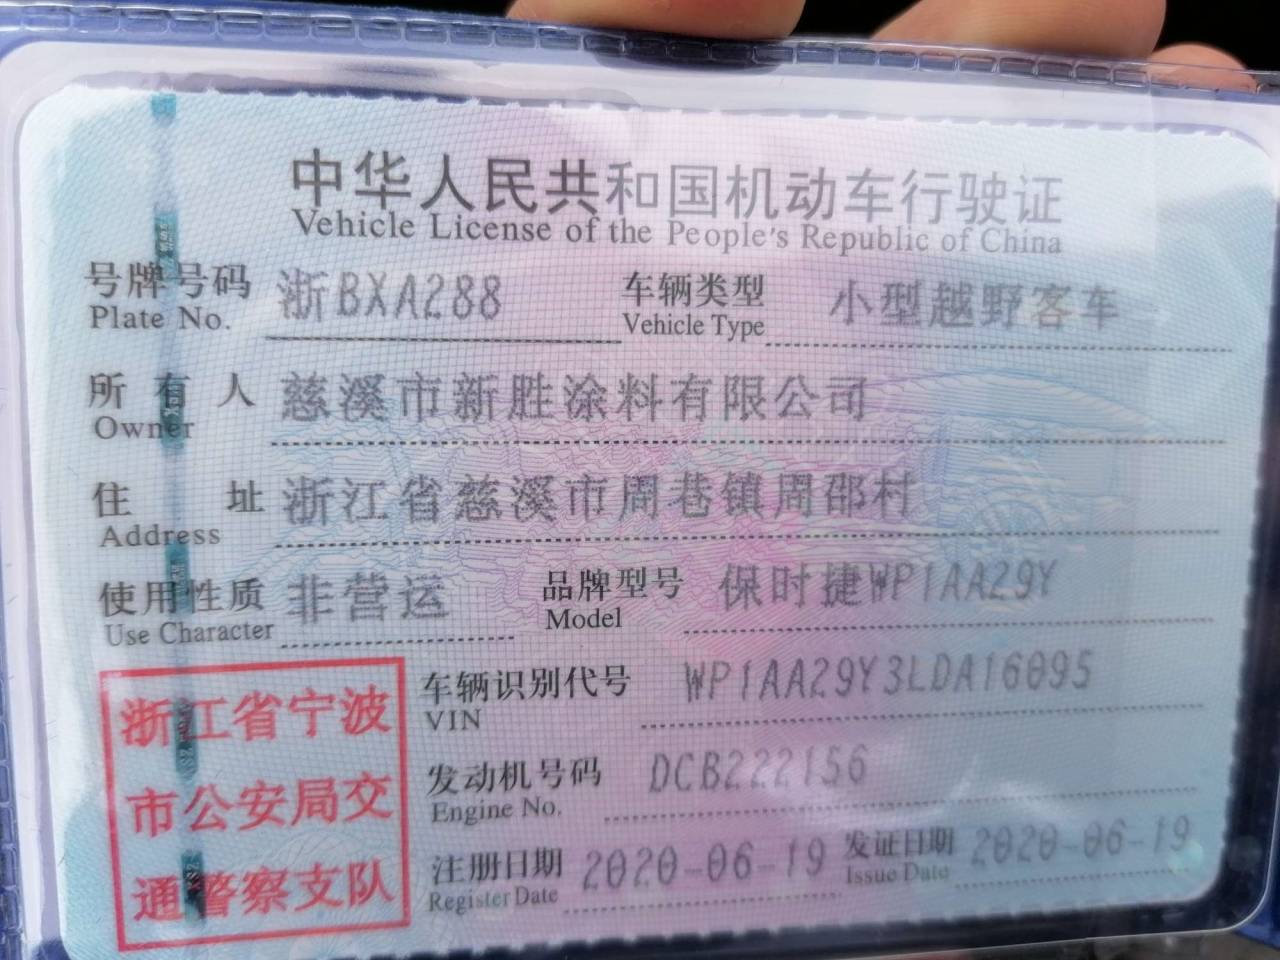 中华人民共和国机动车行驶证
Vehicle License of the People's Republic of China
号牌号码 浙BXA288 车辆类型 小型越野客车
Plate No. Vehicle Type
所有人 慈溪市新胜涂料有限公司
Owner
住址 浙江省慈溪市周巷镇周邵村
Address
使用性质 非营运 品牌型号 保时捷WP1AA29Y
Use Character Model
车辆识别代号 WP1AA29Y3LDA16095
VIN
发动机号码 DCB222156
Engine No.
注册日期 2020-06-19 发证日期 2020-06-19
Register Date Issue Date
浙江省宁波
市公安局交
通警察支队